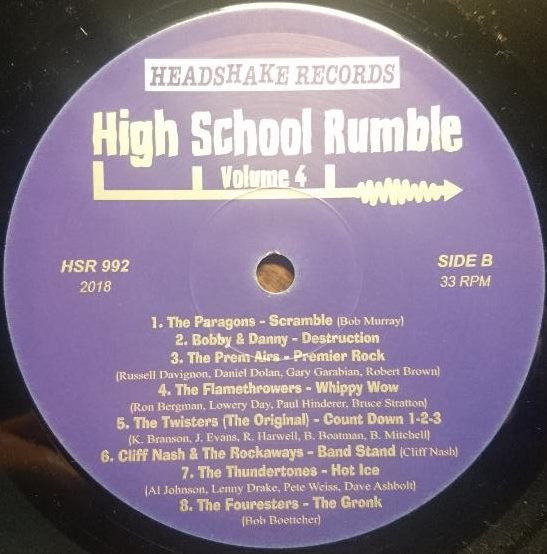 HEADSHAKE RECORDS
High School Rumble
Volume 4
HSR 992
2018
SIDE B
33 RPM
1. The Paragons - Scramble (Bob Murray)
2. Bobby & Danny - Destruction
3. The Prem Airs - Premier Rock
(Russell Davignon, Daniel Dolan, Gary Garabian, Robert Brown)
4. The Flamethrowers - Whippy Wow
(Ron Bergman, Lowery Day, Paul Hinderer, Bruce Stratton)
5. The Twisters (The Original) - Count Down 1-2-3
(K. Branson, J. Evans, R. Harwell, B. Boatman, B. Mitchell)
6. Cliff Nash & The Rockaways - Band Stand (Cliff Nash)
7. The Thundertones - Hot Ice
(Al Johnson, Lenny Drake, Pete Weiss, Dave Ashbolt)
8. The Fouresters - The Gronk
(Bob Boettcher)